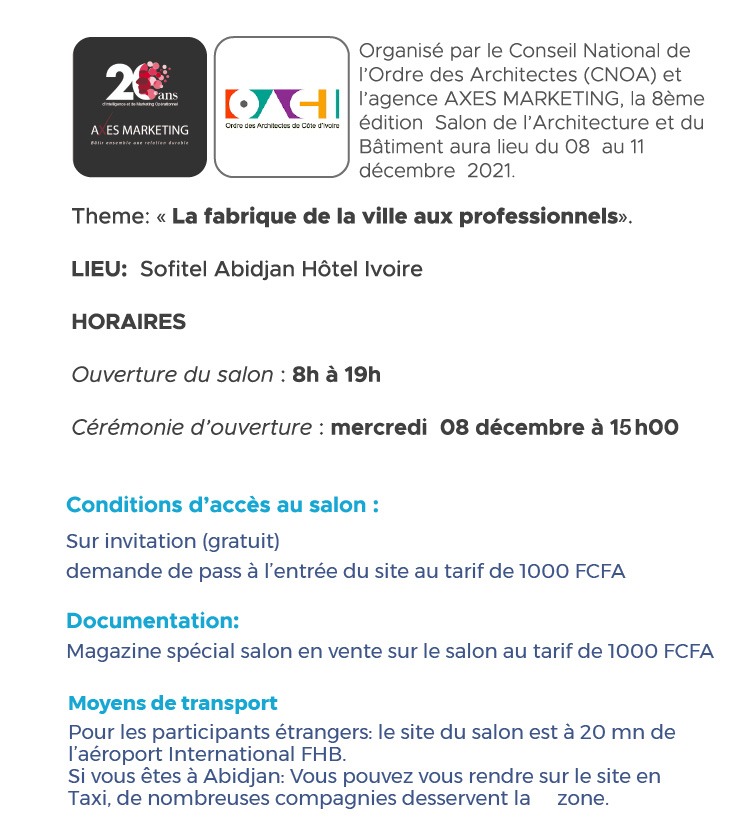 20 ans
d'Intelligence et de Marketing Opérationnel
AXES MARKETING
Bâtir ensemble une relation durable
OACI
Ordre des Architectes de Côte d'Ivoire
Organisé par le Conseil National de
l'Ordre des Architectes (CNOA) et
l'agence AXES MARKETING, la 8ème
édition Salon de l'Architecture et du
Bâtiment aura lieu du 08 au 11
décembre 2021.
Theme: « La fabrique de la ville aux professionnels».
LIEU: Sofitel Abidjan Hôtel Ivoire
HORAIRES
Ouverture du salon : 8h à 19h
Cérémonie d'ouverture : mercredi 08 décembre à 15h00
Conditions d'accès au salon :
Sur invitation (gratuit)
demande de pass à l'entrée du site au tarif de 1000 FCFA
Documentation:
Magazine spécial salon en vente sur le salon au tarif de 1000 FCFA
Moyens de transport
Pour les participants étrangers: le site du salon est à 20 mn de
l'aéroport International FHB.
Si vous êtes à Abidjan: Vous pouvez vous rendre sur le site en
Taxi, de nombreuses compagnies desservent la zone.